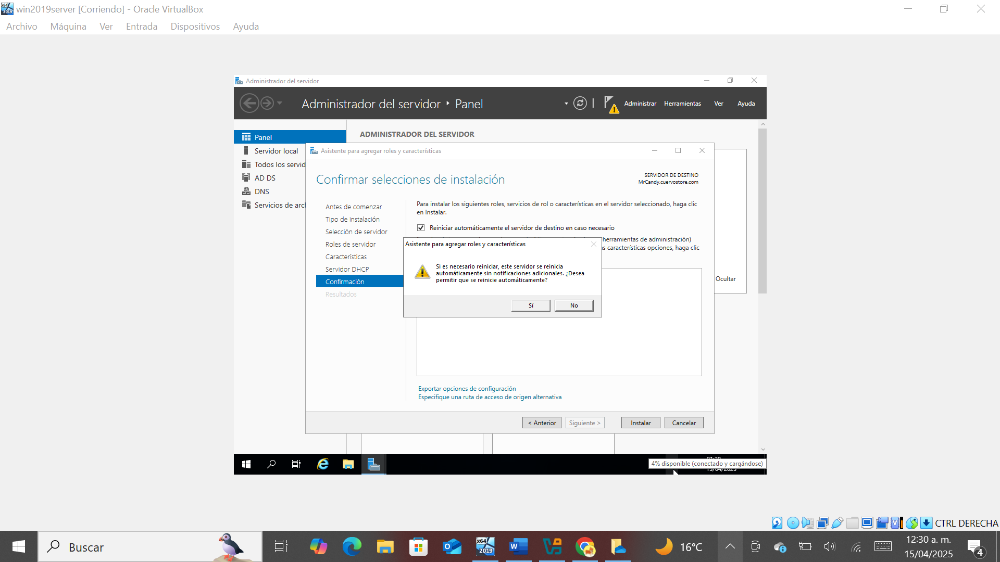 win2019server [Corriendo] - Oracle VirtualBox
Archivo Máquina Ver Entrada Dispositivos Ayuda
Administrador del servidor
Administrador del servidor ‣ Panel
Administrar Herramientas Ver Ayuda
Panel
Servidor local
Todos los servid
AD DS
DNS
Servicios de arc
ADMINISTRADOR DEL SERVIDOR
Ocultar
Asistente para agregar roles y características
Confirmar selecciones de instalación
SERVIDOR DE DESTINO
MrCandy.cuervostore.com
Antes de comenzar
Tipo de instalación
Selección de servidor
Roles de servidor
Características
Servidor DHCP
Confirmación
Resultados
Para instalar los siguientes roles, servicios de rol o características en el servidor seleccionado, haga clic
en Instalar.
Reiniciar automáticamente el servidor de destino en caso necesario
herramientas de administración)
as características opciones, haga clic
Asistente para agregar roles y características
Si es necesario reiniciar, este servidor se reinicia
automáticamente sin notificaciones adicionales. ¿Desea
permitir que se reinicie automáticamente?
Sí No
Exportar opciones de configuración
Especifique una ruta de acceso de origen alternativa
< Anterior Siguiente > Instalar Cancelar
4% disponible (conectado y cargándose)
15/04/2025
CTRL DERECHA
Buscar
x64
2019
16°C
12:30 a. m.
15/04/2025
4